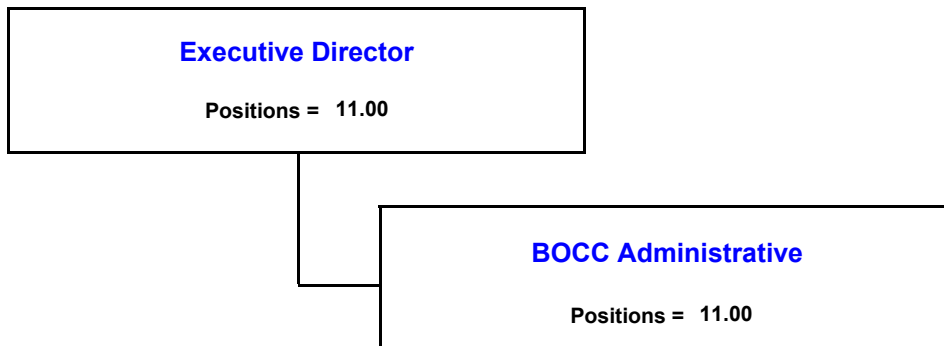 Executive Director
Positions = 11.00
BOCC Administrative
Positions = 11.00